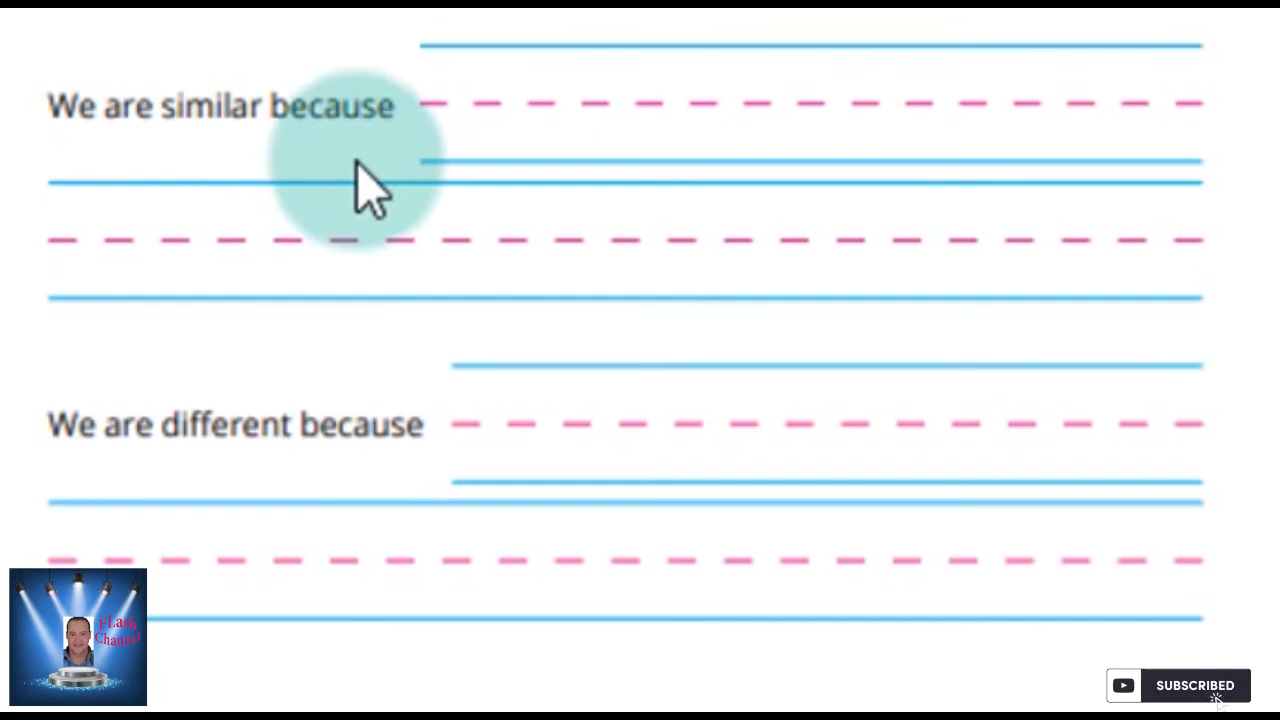 We are similar because
We are different because
FLash
Channel
SUBSCRIBED